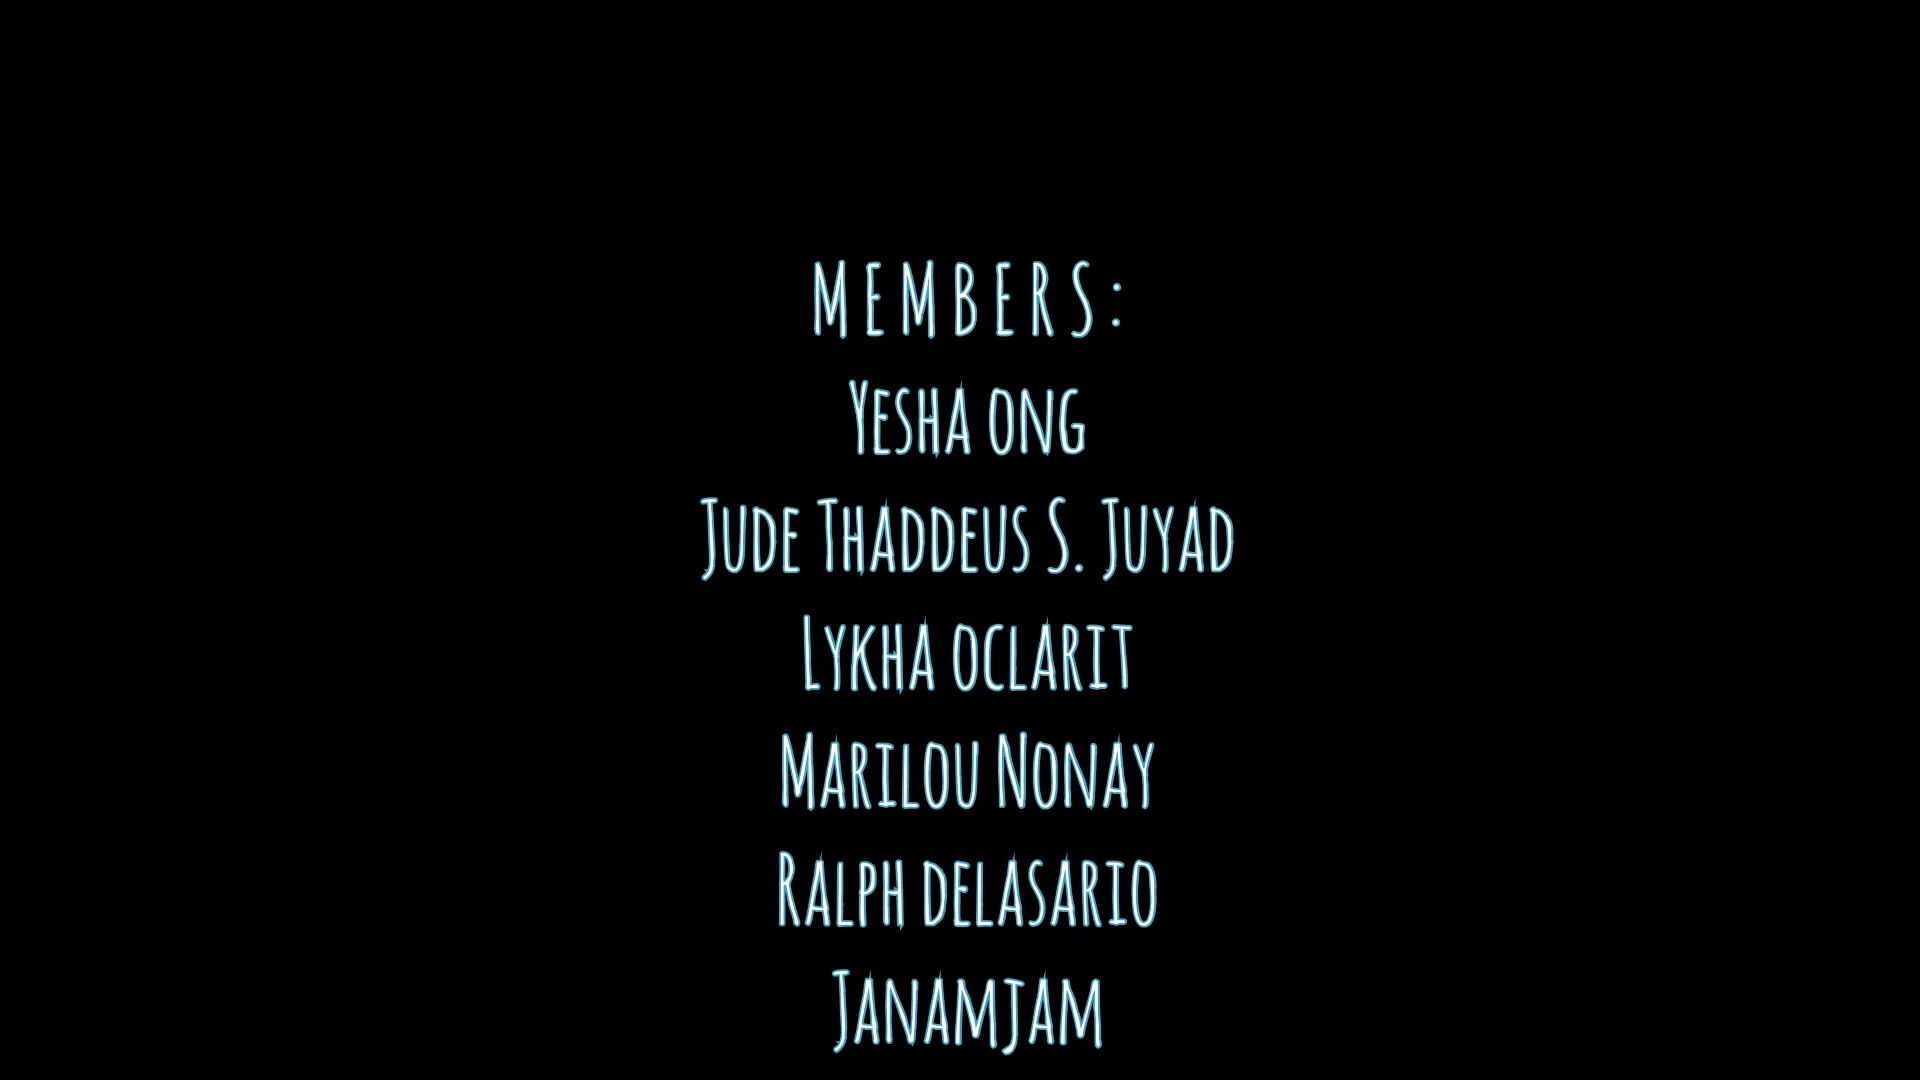 MEMBERS:
Yesha ong
Jude Thaddeus S. Juyad
Lykha oclarit
Marilou Nonay
Ralph delasario
Janamjam